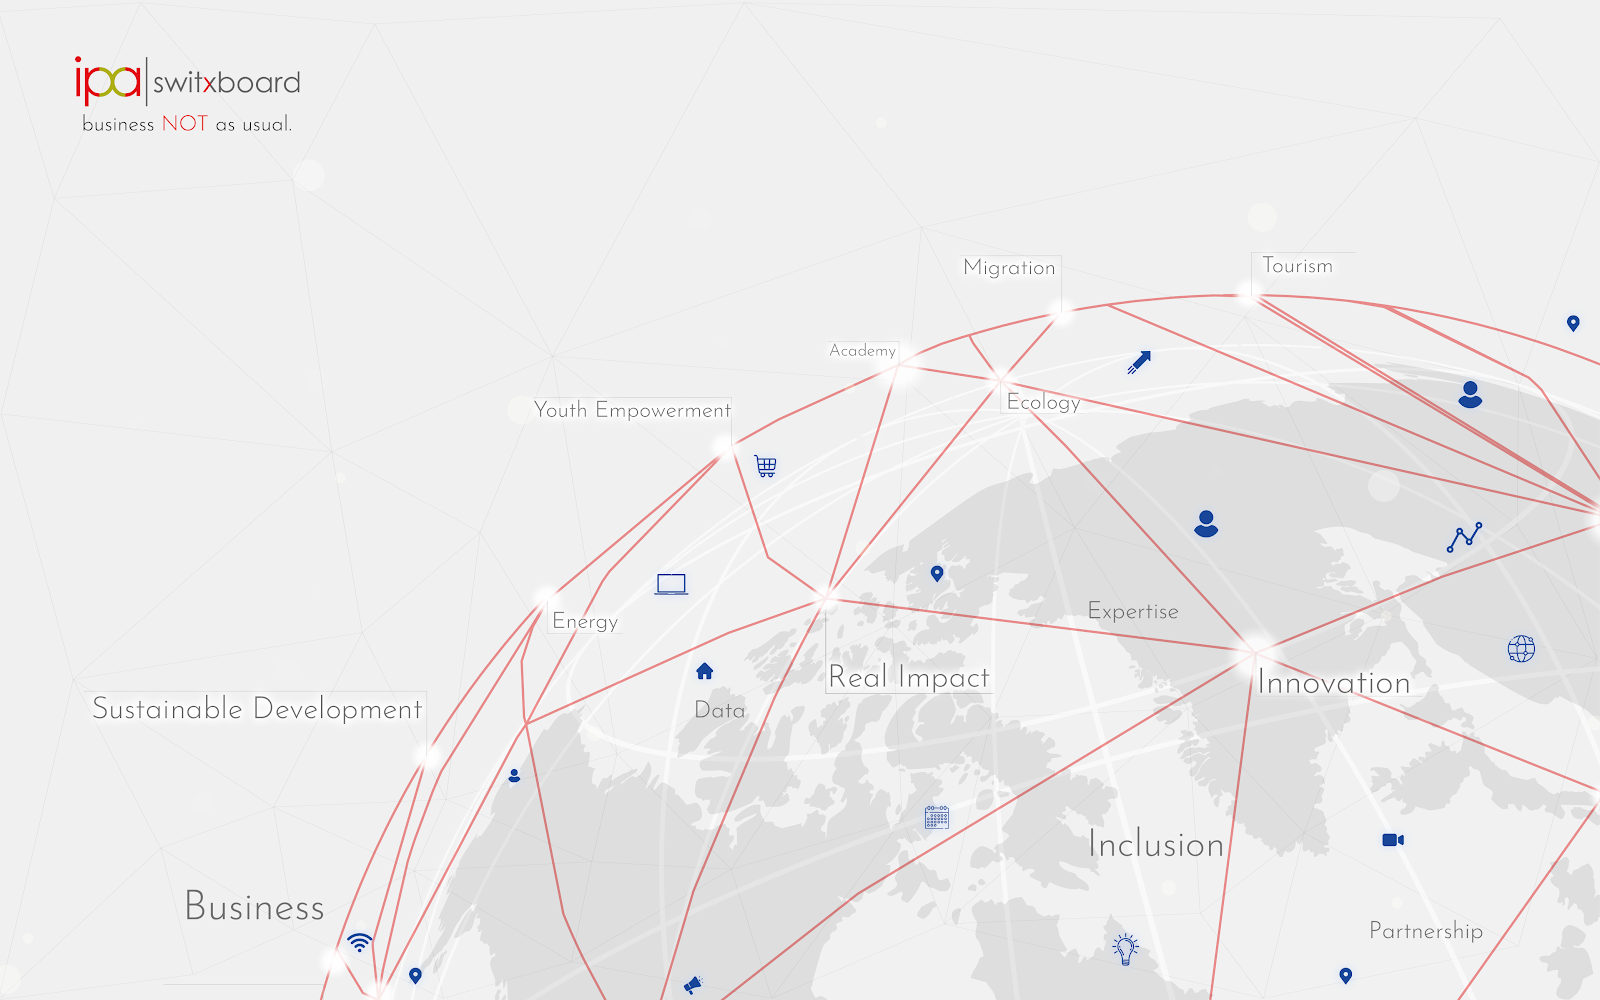 ipa|switxboard
business NOT as usual.
Migration
Tourism
Academy
Ecology
Youth Empowerment
Expertise
Energy
Real Impact
Innovation
Sustainable Development
Data
Inclusion
Business
Partnership